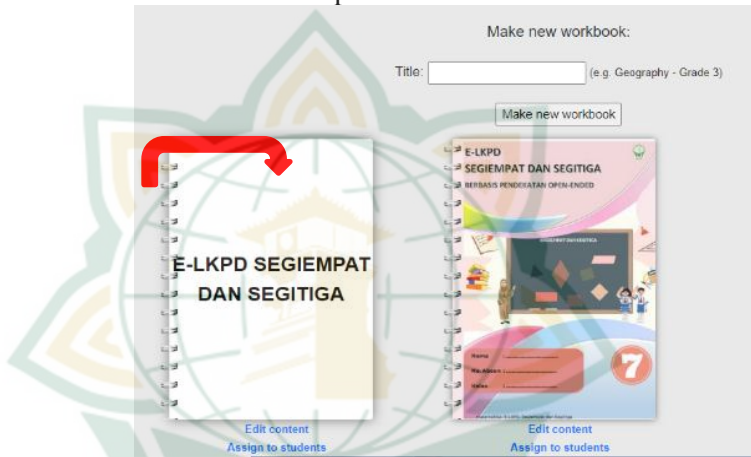 Make new workbook:
Title:
(e.g. Geography - Grade 3)
Make new workbook
E-LKPD SEGIEMPAT
DAN SEGITIGA
Edit content
Assign to students
E-LKPD
SEGIEMPAT DAN SEGITIGA
BERBASIS PENDEKATAN OPEN-ENDED
Nama :
No.Absen :
Kelas :
7
Edit content
Assign to students